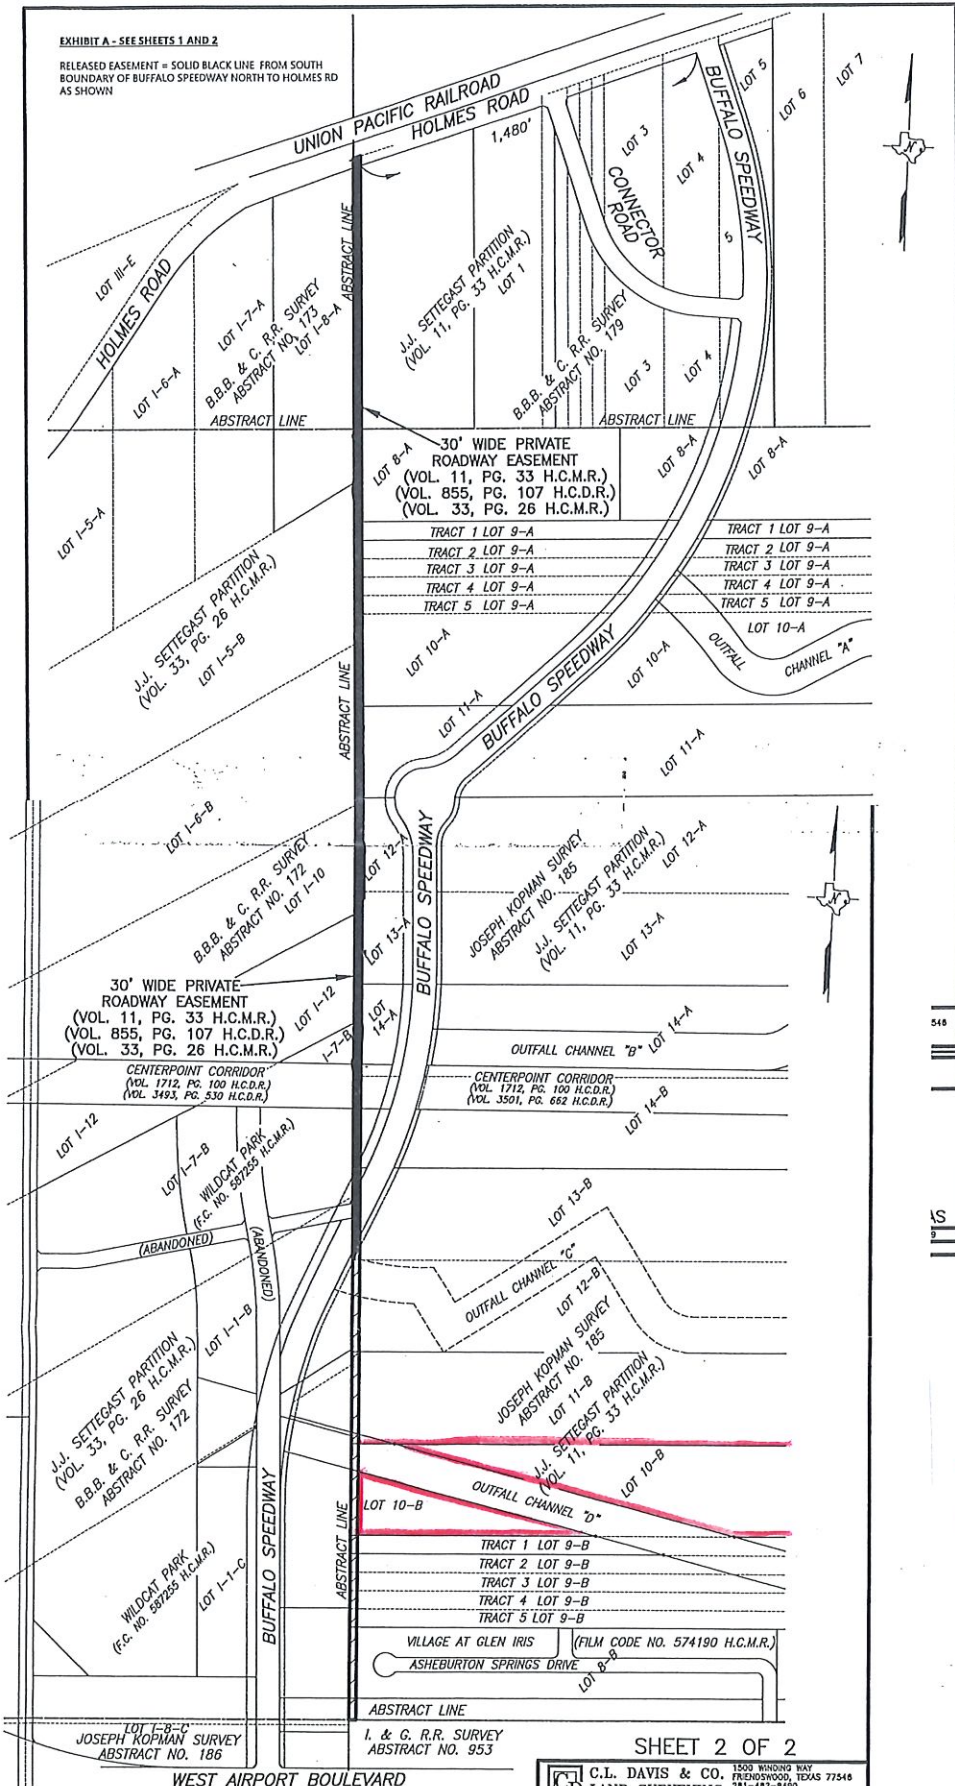 EXHIBIT A - SEE SHEETS 1 AND 2
RELEASED EASEMENT = SOLID BLACK LINE FROM SOUTH
BOUNDARY OF BUFFALO SPEEDWAY NORTH TO HOLMES RD
AS SHOWN
UNION PACIFIC RAILROAD
HOLMES ROAD
1,480'
BUFFALO SPEEDWAY
LOT 5
LOT 6
LOT 7
N
LOT 3
LOT 4
5
CONNECTOR
ROAD
LOT III-E
HOLMES ROAD
LOT I-6-A
LOT I-7-A
B.B.B. & C. R.R. SURVEY
ABSTRACT NO. 173
LOT I-8-A
ABSTRACT LINE
ABSTRACT LINE
J.J. SETTEGAST PARTITION
(VOL. 11, PG. 33 H.C.M.R.)
LOT 1
B.B.B. & C. R.R. SURVEY
ABSTRACT NO. 179
LOT 3
LOT 4
ABSTRACT LINE
LOT 8-A
30' WIDE PRIVATE
ROADWAY EASEMENT
(VOL. 11, PG. 33 H.C.M.R.)
(VOL. 855, PG. 107 H.C.D.R.)
(VOL. 33, PG. 26 H.C.M.R.)
LOT 8-A
LOT 8-A
LOT I-5-A
TRACT 1 LOT 9-A
TRACT 2 LOT 9-A
TRACT 3 LOT 9-A
TRACT 4 LOT 9-A
TRACT 5 LOT 9-A
TRACT 1 LOT 9-A
TRACT 2 LOT 9-A
TRACT 3 LOT 9-A
TRACT 4 LOT 9-A
TRACT 5 LOT 9-A
J.J. SETTEGAST PARTITION
(VOL. 33, PG. 26 H.C.M.R.)
LOT I-5-B
ABSTRACT LINE
LOT 10-A
BUFFALO SPEEDWAY
LOT 10-A
LOT 10-A
OUTFALL
CHANNEL "A"
LOT 11-A
LOT 11-A
LOT I-6-B
B.B.B. & C. R.R. SURVEY
ABSTRACT NO. 172
LOT I-10
LOT 12-A
BUFFALO SPEEDWAY
LOT 13-A
JOSEPH KOPMAN SURVEY
ABSTRACT NO. 185
J.J. SETTEGAST PARTITION
(VOL. 11, PG. 33 H.C.M.R.)
LOT 12-A
N
LOT 13-A
30' WIDE PRIVATE
ROADWAY EASEMENT
(VOL. 11, PG. 33 H.C.M.R.)
(VOL. 855, PG. 107 H.C.D.R.)
(VOL. 33, PG. 26 H.C.M.R.)
LOT I-12
I-7-B
LOT
14-A
OUTFALL CHANNEL "B"
LOT 14-A
546
CENTERPOINT CORRIDOR
(VOL. 1712, PG. 100 H.C.D.R.)
(VOL. 3493, PG. 530 H.C.D.R.)
CENTERPOINT CORRIDOR
(VOL. 1712, PG. 100 H.C.D.R.)
(VOL. 3501, PG. 662 H.C.D.R.)
LOT 14-B
LOT I-12
LOT I-7-B
WILDCAT PARK
(F.C. NO. 587255 H.C.M.R.)
(ABANDONED)
(ABANDONED)
LOT 13-B
AS
9
OUTFALL CHANNEL "C"
LOT 12-B
LOT I-1-B
J.J. SETTEGAST PARTITION
(VOL. 33, PG. 26 H.C.M.R.)
B.B.B. & C. R.R. SURVEY
ABSTRACT NO. 172
JOSEPH KOPMAN SURVEY
ABSTRACT NO. 185
LOT 11-B
J.J. SETTEGAST PARTITION
(VOL. 11, PG. 33 H.C.M.R.)
LOT 10-B
OUTFALL CHANNEL "D"
LOT 10-B
BUFFALO SPEEDWAY
ABSTRACT LINE
WILDCAT PARK
(F.C. NO. 587255 H.C.M.R.)
LOT I-1-C
TRACT 1 LOT 9-B
TRACT 2 LOT 9-B
TRACT 3 LOT 9-B
TRACT 4 LOT 9-B
TRACT 5 LOT 9-B
VILLAGE AT GLEN IRIS
(FILM CODE NO. 574190 H.C.M.R.)
ASHEBURTON SPRINGS DRIVE
LOT 8-B
ABSTRACT LINE
LOT I-8-C
JOSEPH KOPMAN SURVEY
ABSTRACT NO. 186
I. & G. R.R. SURVEY
ABSTRACT NO. 953
WEST AIRPORT BOULEVARD
SHEET 2 OF 2
C.L. DAVIS & CO.
1500 WINDING WAY
FRIENDSWOOD, TEXAS 77546